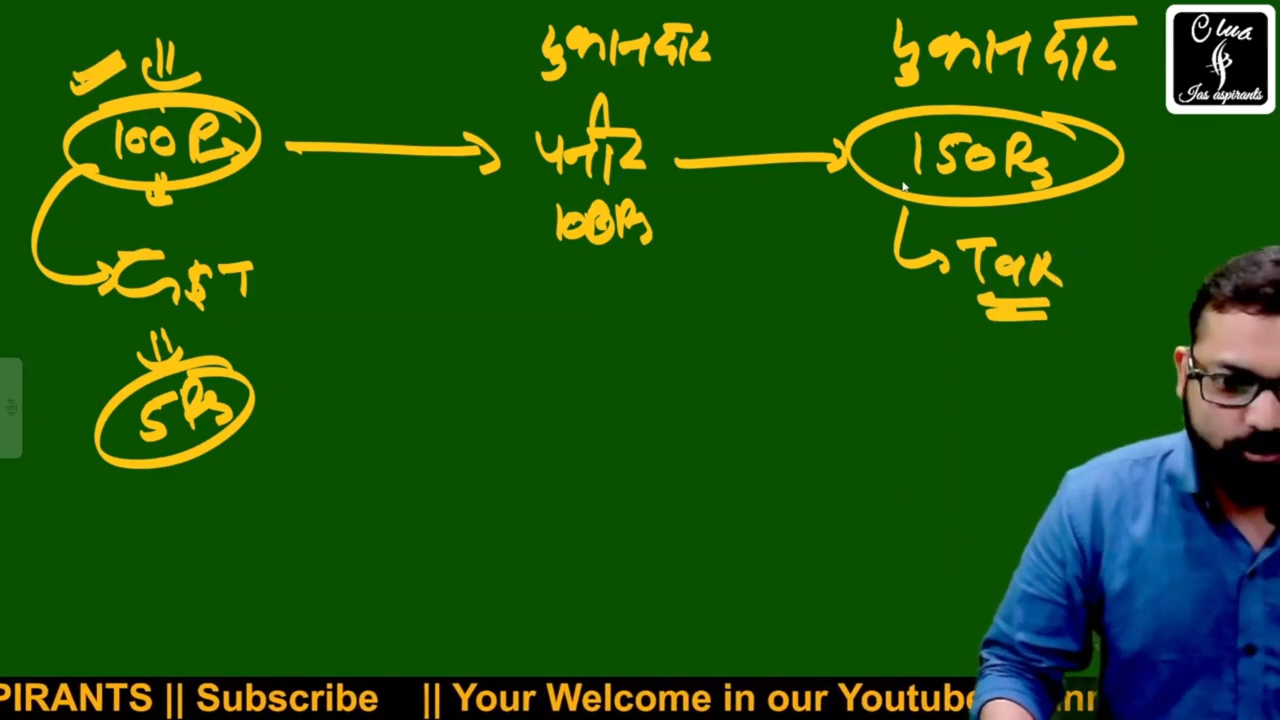 दुकानदार
दुकानदार
C lua
Ias aspirants
100 Rs
150 Rs
100 Rs
GST
Tax
5 Rs
PIRANTS || Subscribe || Your Welcome in our Youtube